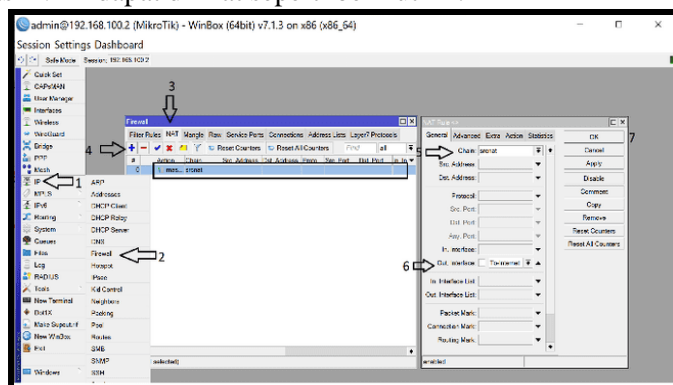 admin@192.168.100.2 (MikroTik) - WinBox (64bit) v7.1.3 on x86 (x86_64)
Session Settings Dashboard
Safe Mode Session: 192.168.100.2
Quick Set
CAPsMAN
User Manager
Interfaces
Wireless
WireGuard
Bridge
PPP
Mesh
IP
MPLS
IPv6
Routing
System
Queues
Files
Log
RADIUS
Tools
New Terminal
Dot1X
Make Supout.rif
New WinBox
Exit
Windows
1
ARP
Addresses
DHCP Client
DHCP Relay
DHCP Server
DNS
Firewall
Hotspot
IPsec
Kid Control
Neighbors
Packing
Pool
Routes
SMB
SNMP
SSH
2
3
Firewall
Filter Rules NAT Mangle Raw Service Ports Connections Address Lists Layer7 Protocols
4
Reset Counters Reset All Counters Find all
# Action Chain Src. Address Dst. Address Src. Port Dst. Port
0 mas... srcnat
selected)
NAT Rule <>
General Advanced Extra Action Statistics
5
Chain: srcnat
Src. Address:
Dst. Address:
Protocol:
Src. Port:
Dst. Port:
Any. Port:
In. Interface:
6
Out. Interface: To-internet
In. Interface List:
Out. Interface List:
Packet Mark:
Connection Mark:
Routing Mark:
enabled
OK
7
Cancel
Apply
Disable
Comment
Copy
Remove
Reset Counters
Reset All Counters